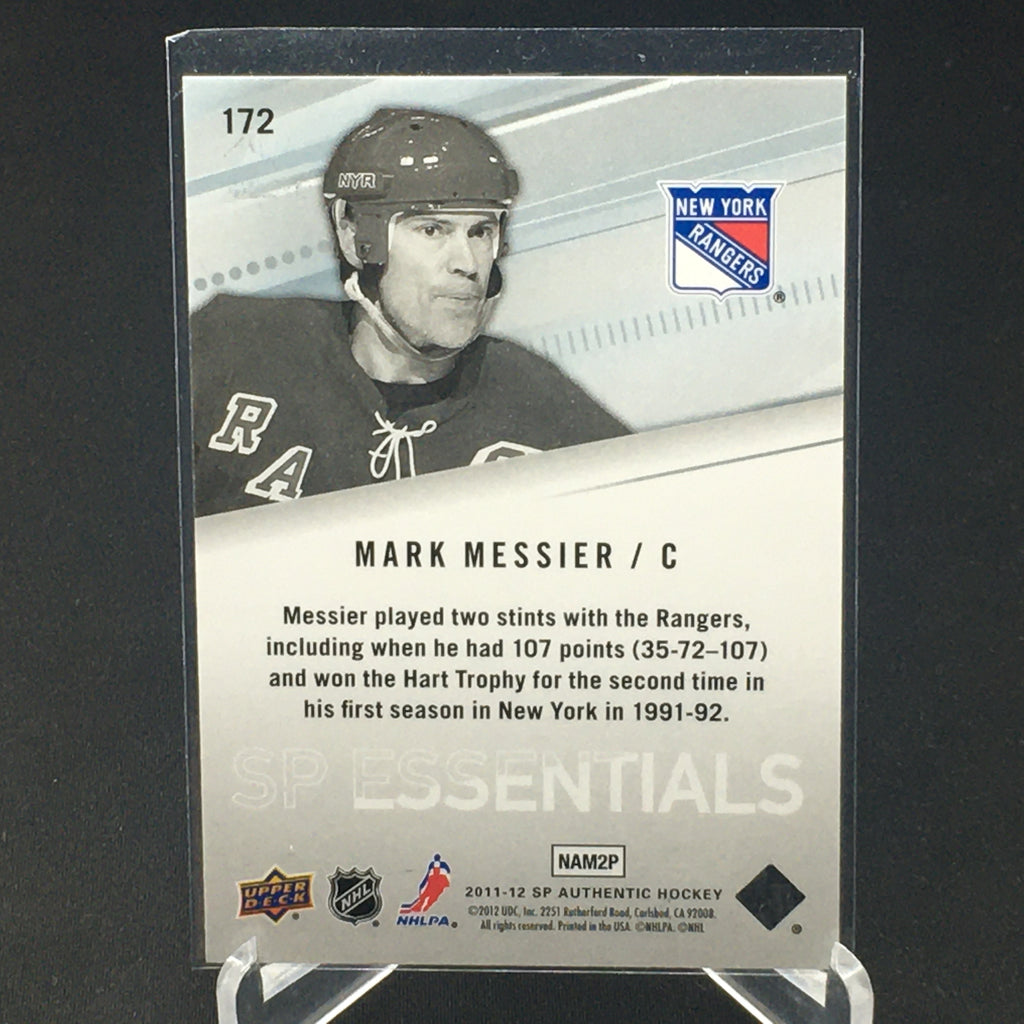 172
NYR
NEW YORK
RANGERS
®
R
A
MARK MESSIER / C
Messier played two stints with the Rangers,
including when he had 107 points (35-72–107)
and won the Hart Trophy for the second time in
his first season in New York in 1991-92.
SP ESSENTIALS
NAM2P
UPPER
D·E·C·K
®
NHL
®
NHLPA®
2011-12 SP AUTHENTIC HOCKEY
©2012 UDC, Inc. 2251 Rutherford Road, Carlsbad, CA 92008.
All rights reserved. Printed in the USA. ©NHLPA. ©NHL
®